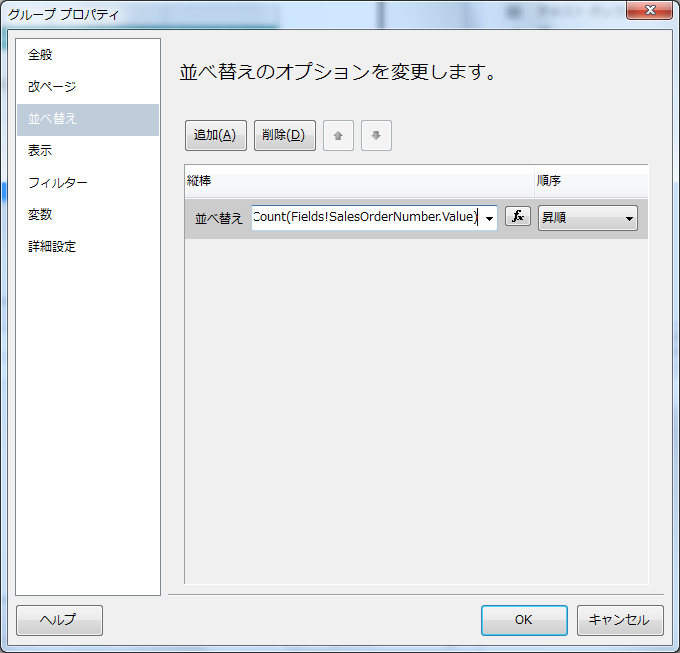 グループ プロパティ
全般
改ページ
並べ替え
表示
フィルター
変数
詳細設定
並べ替えのオプションを変更します。
追加(A)
削除(D)
縦棒
順序
並べ替え
Count(Fields!SalesOrderNumber.Value)
fx
昇順
ヘルプ
OK
キャンセル